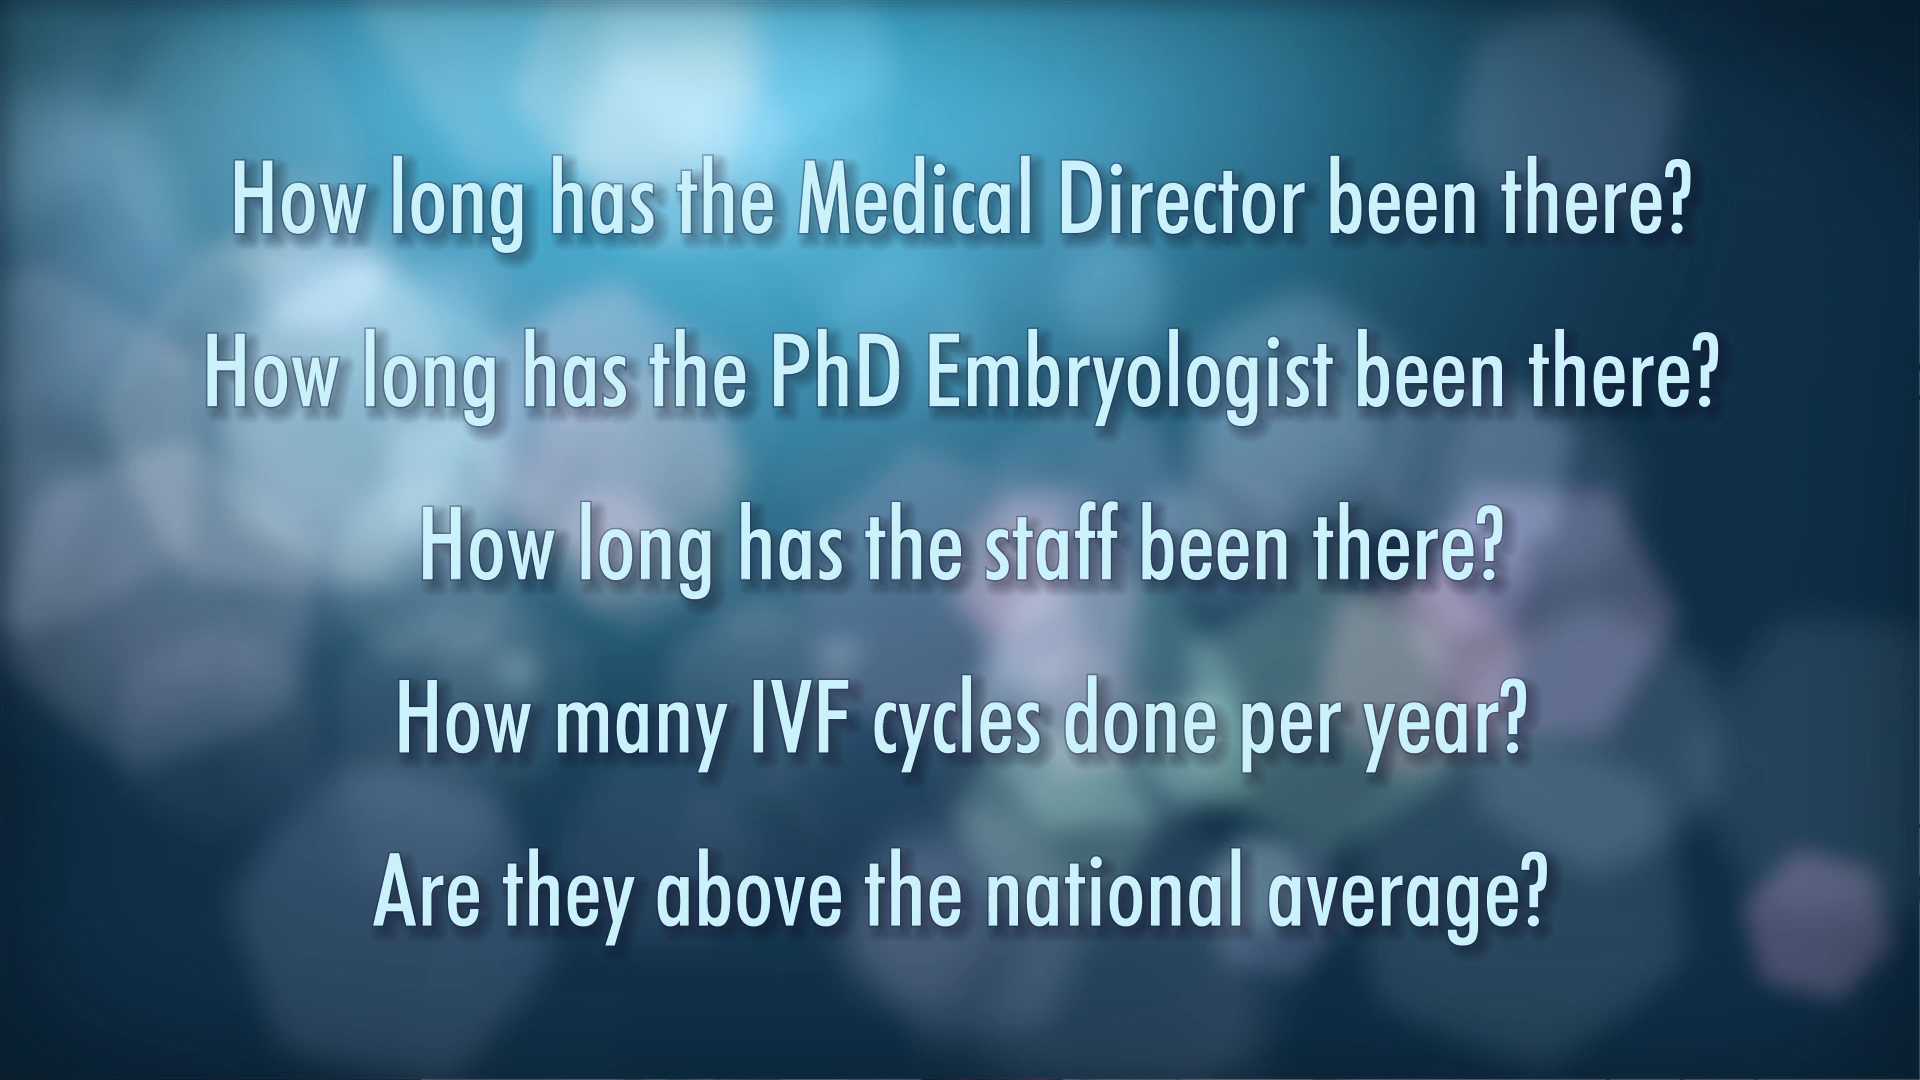 How long has the Medical Director been there?
How long has the PhD Embryologist been there?
How long has the staff been there?
How many IVF cycles done per year?
Are they above the national average?